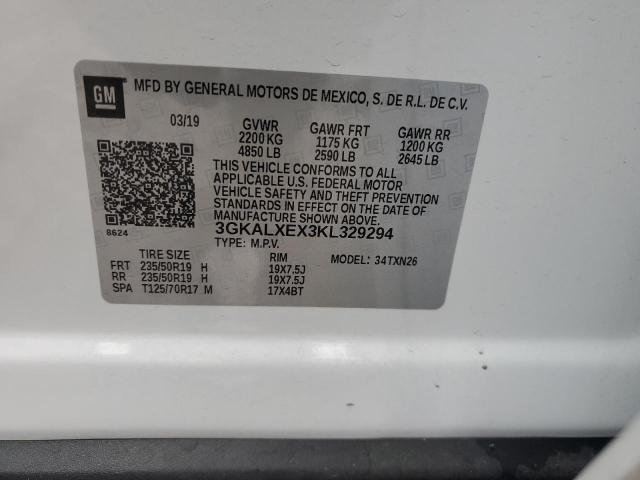 GM MFD BY GENERAL MOTORS DE MEXICO, S. DE R.L. DE C.V.
03/19 GVWR GAWR FRT GAWR RR
2200 KG 1175 KG 1200 KG
4850 LB 2590 LB 2645 LB
THIS VEHICLE CONFORMS TO ALL
APPLICABLE U.S. FEDERAL MOTOR
VEHICLE SAFETY AND THEFT PREVENTION
STANDARDS IN EFFECT ON THE DATE OF
MANUFACTURE SHOWN ABOVE.
8624 3GKALXEX3KL329294
TYPE: M.P.V. MODEL: 34TXN26
TIRE SIZE RIM
FRT 235/50R19 H 19X7.5J
RR 235/50R19 H 19X7.5J
SPA T125/70R17 M 17X4BT